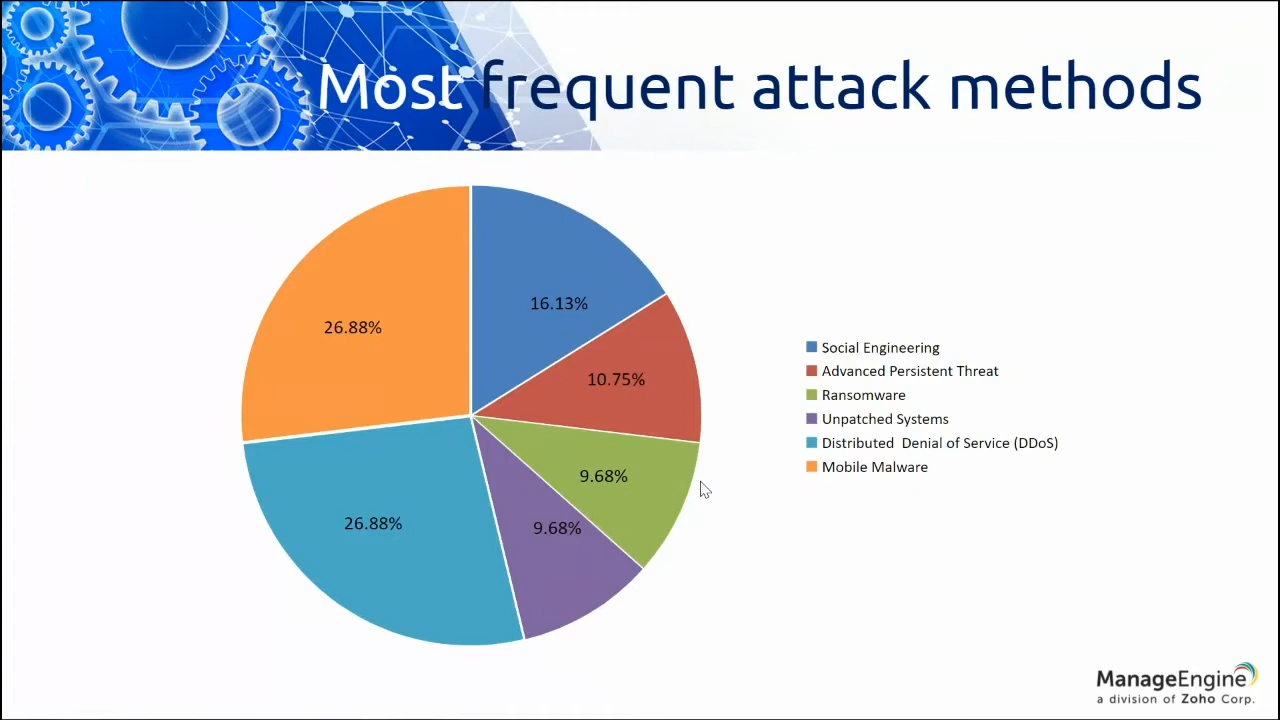 Most frequent attack methods
16.13%
26.88%
10.75%
9.68%
26.88%
9.68%
Social Engineering
Advanced Persistent Threat
Ransomware
Unpatched Systems
Distributed  Denial of Service (DDoS)
Mobile Malware
ManageEngine
a division of Zoho Corp.